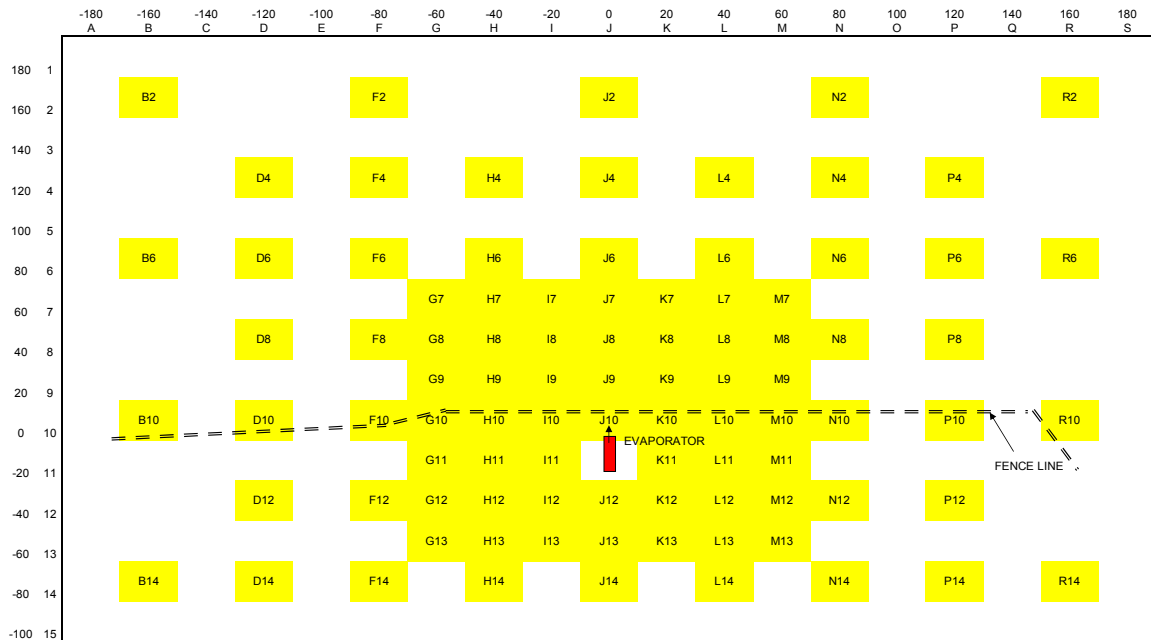 -180 -160 -140 -120 -100 -80 -60 -40 -20 0 20 40 60 80 100 120 140 160 180
A B C D E F G H I J K L M N O P Q R S
180 1
B2 F2 J2 N2 R2
160 2
140 3
D4 F4 H4 J4 L4 N4 P4
120 4
100 5
B6 D6 F6 H6 J6 L6 N6 P6 R6
80 6
G7 H7 I7 J7 K7 L7 M7
60 7
D8 F8 G8 H8 I8 J8 K8 L8 M8 N8 P8
40 8
G9 H9 I9 J9 K9 L9 M9
20 9
B10 D10 F10 G10 H10 I10 J10 K10 L10 M10 N10 P10 R10
0 10
EVAPORATOR
G11 H11 I11 K11 L11 M11
FENCE LINE
-20 11
D12 F12 G12 H12 I12 J12 K12 L12 M12 N12 P12
-40 12
G13 H13 I13 J13 K13 L13 M13
-60 13
B14 D14 F14 H14 J14 L14 N14 P14 R14
-80 14
-100 15